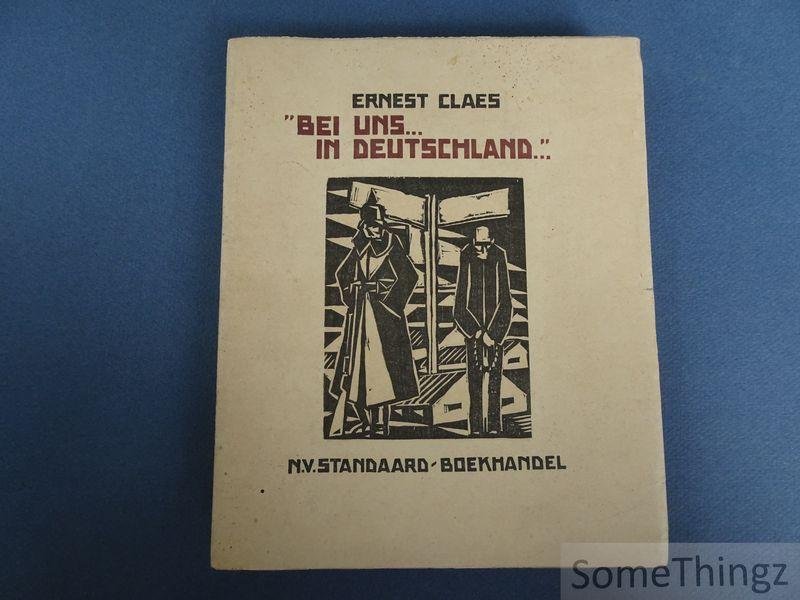 ERNEST CLAES
"BEI UNS...
IN DEUTSCHLAND..."
N.V. STANDAARD-BOEKHANDEL
SomeThingz